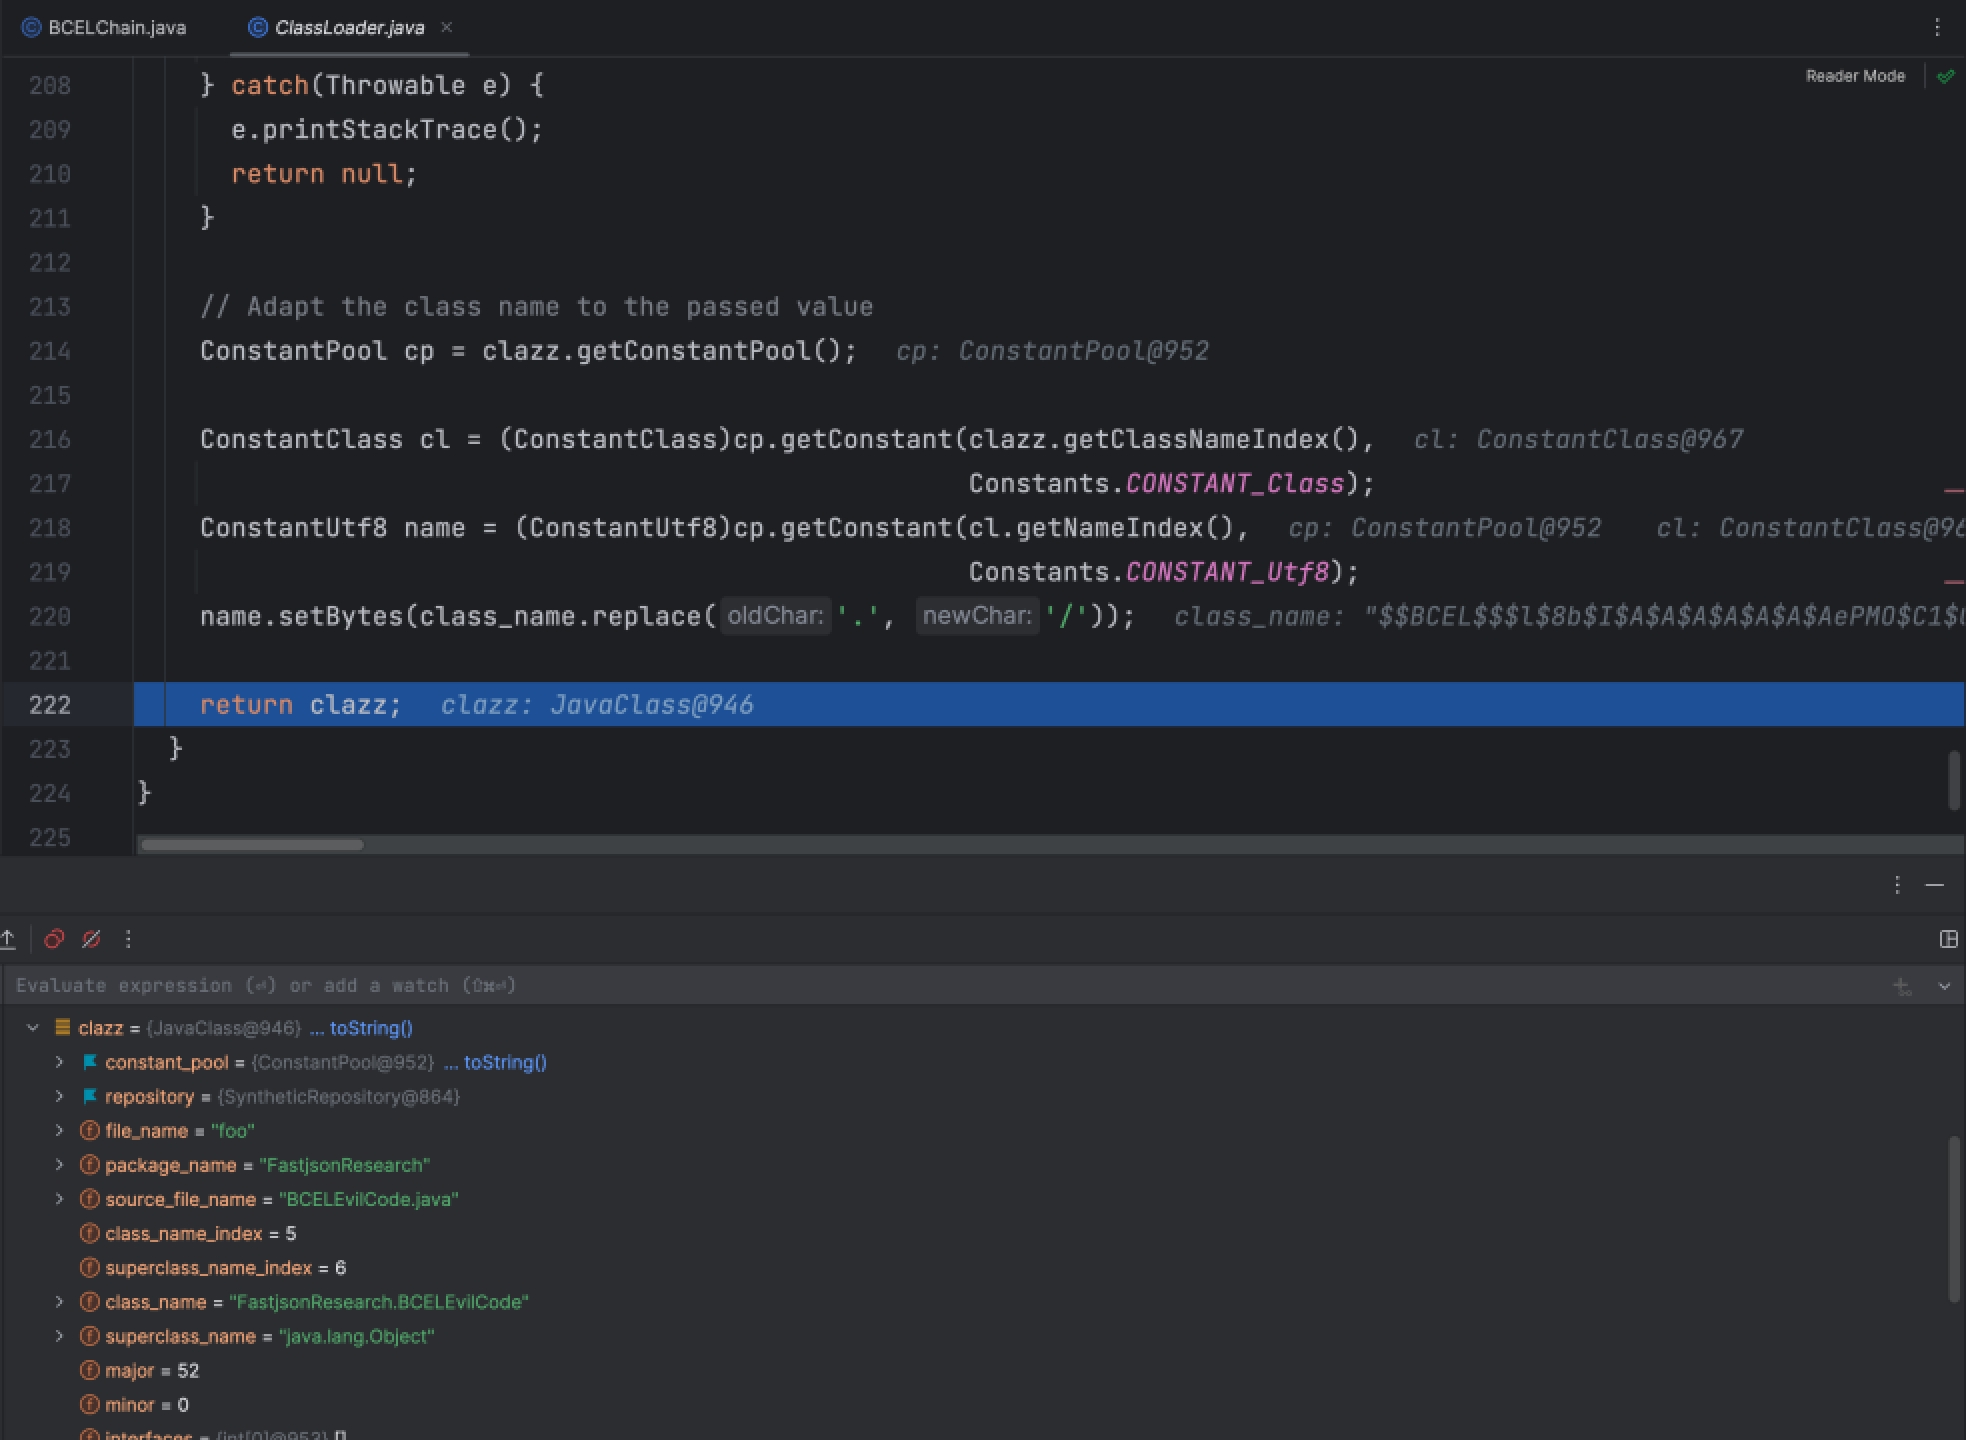 BCELChain.java ClassLoader.java
Reader Mode
208 } catch(Throwable e) {
209 e.printStackTrace();
210 return null;
211 }
212
213 // Adapt the class name to the passed value
214 ConstantPool cp = clazz.getConstantPool(); cp: ConstantPool@952
215
216 ConstantClass cl = (ConstantClass)cp.getConstant(clazz.getClassNameIndex(), cl: ConstantClass@967
217 Constants.CONSTANT_Class);
218 ConstantUtf8 name = (ConstantUtf8)cp.getConstant(cl.getNameIndex(), cp: ConstantPool@952 cl: ConstantClass@96
219 Constants.CONSTANT_Utf8);
220 name.setBytes(class_name.replace( oldChar: '.', newChar: '/')); class_name: "$$BCEL$$$l$8b$I$A$A$A$A$A$A$AePMO$C1$
221
222 return clazz; clazz: JavaClass@946
223 }
224 }
225
Evaluate expression (⏎) or add a watch (⇧⌘⏎)
clazz = {JavaClass@946} ... toString()
constant_pool = {ConstantPool@952} ... toString()
repository = {SyntheticRepository@864}
file_name = "foo"
package_name = "FastjsonResearch"
source_file_name = "BCELEvilCode.java"
class_name_index = 5
superclass_name_index = 6
class_name = "FastjsonResearch.BCELEvilCode"
superclass_name = "java.lang.Object"
major = 52
minor = 0
interfaces = {int[0]@953} []